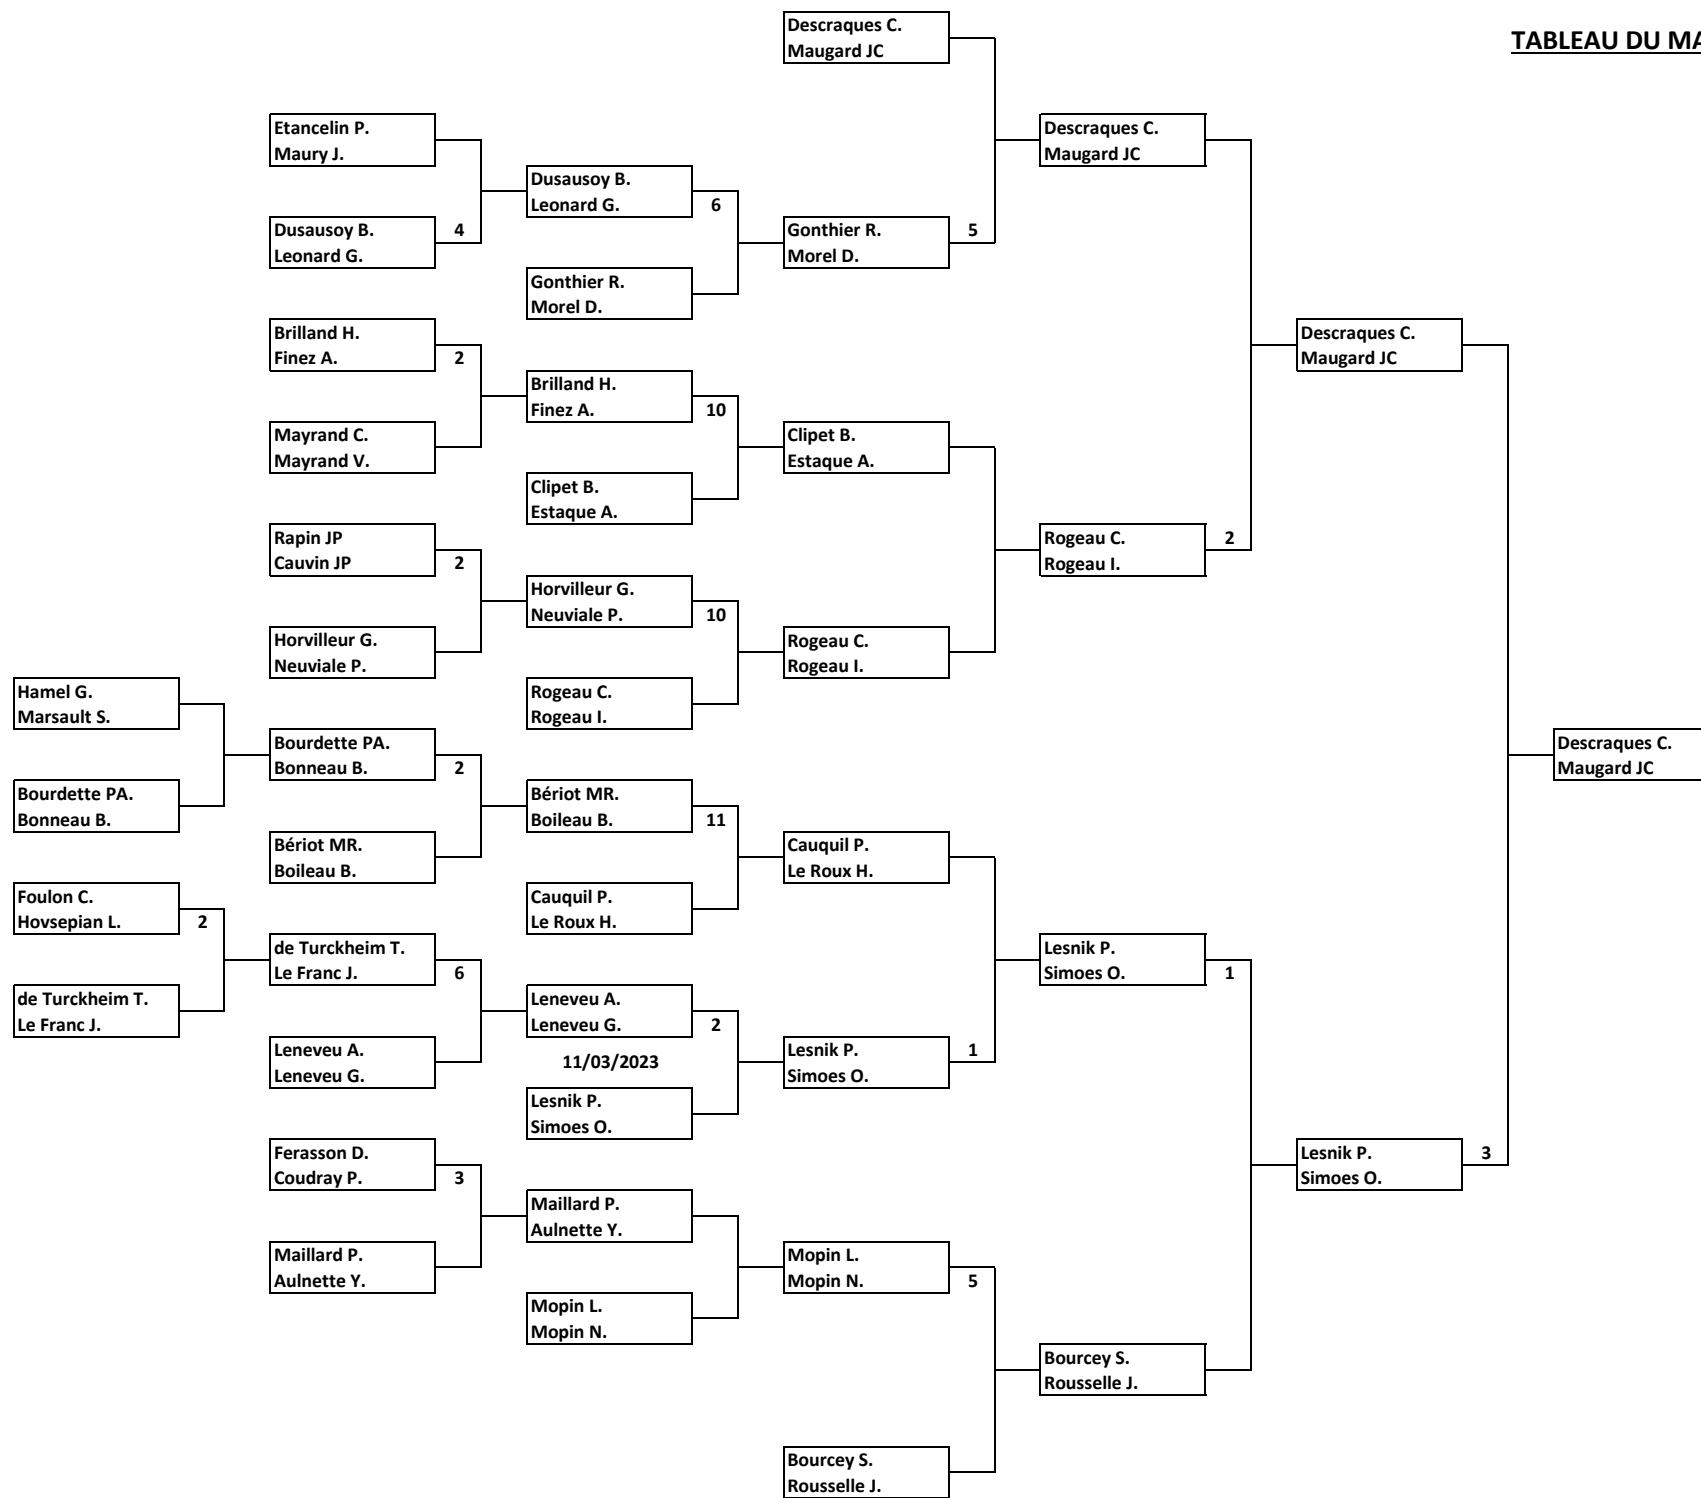 Descraques C.
Maugard JC
TABLEAU DU MA
Etancelin P.
Maury J.
Descraques C.
Maugard JC
Dusausoy B.
Leonard G.
6
Dusausoy B.
Leonard G.
4
Gonthier R.
Morel D.
5
Gonthier R.
Morel D.
Brilland H.
Finez A.
2
Descraques C.
Maugard JC
Brilland H.
Finez A.
10
Mayrand C.
Mayrand V.
Clipet B.
Estaque A.
Clipet B.
Estaque A.
Rapin JP
Cauvin JP
2
Rogeau C.
Rogeau I.
2
Horvilleur G.
Neuviale P.
10
Horvilleur G.
Neuviale P.
Rogeau C.
Rogeau I.
Hamel G.
Marsault S.
Rogeau C.
Rogeau I.
Bourdette PA.
Bonneau B.
2
Descraques C.
Maugard JC
Bourdette PA.
Bonneau B.
Bériot MR.
Boileau B.
11
Bériot MR.
Boileau B.
Cauquil P.
Le Roux H.
Foulon C.
Hovsepian L.
2
Cauquil P.
Le Roux H.
de Turckheim T.
Le Franc J.
6
Lesnik P.
Simoes O.
1
de Turckheim T.
Le Franc J.
Leneveu A.
Leneveu G.
2
Leneveu A.
Leneveu G.
11/03/2023
Lesnik P.
Simoes O.
1
Lesnik P.
Simoes O.
Ferasson D.
Coudray P.
3
Lesnik P.
Simoes O.
3
Maillard P.
Aulnette Y.
Maillard P.
Aulnette Y.
Mopin L.
Mopin N.
5
Mopin L.
Mopin N.
Bourcey S.
Rousselle J.
Bourcey S.
Rousselle J.